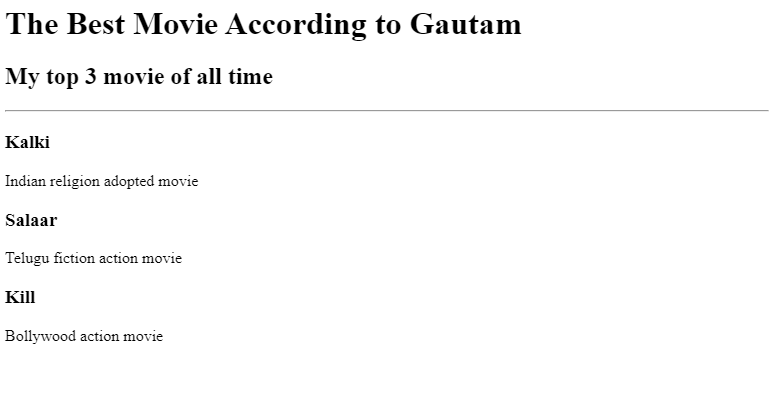 The Best Movie According to Gautam
My top 3 movie of all time
Kalki
Indian religion adopted movie
Salaar
Telugu fiction action movie
Kill
Bollywood action movie